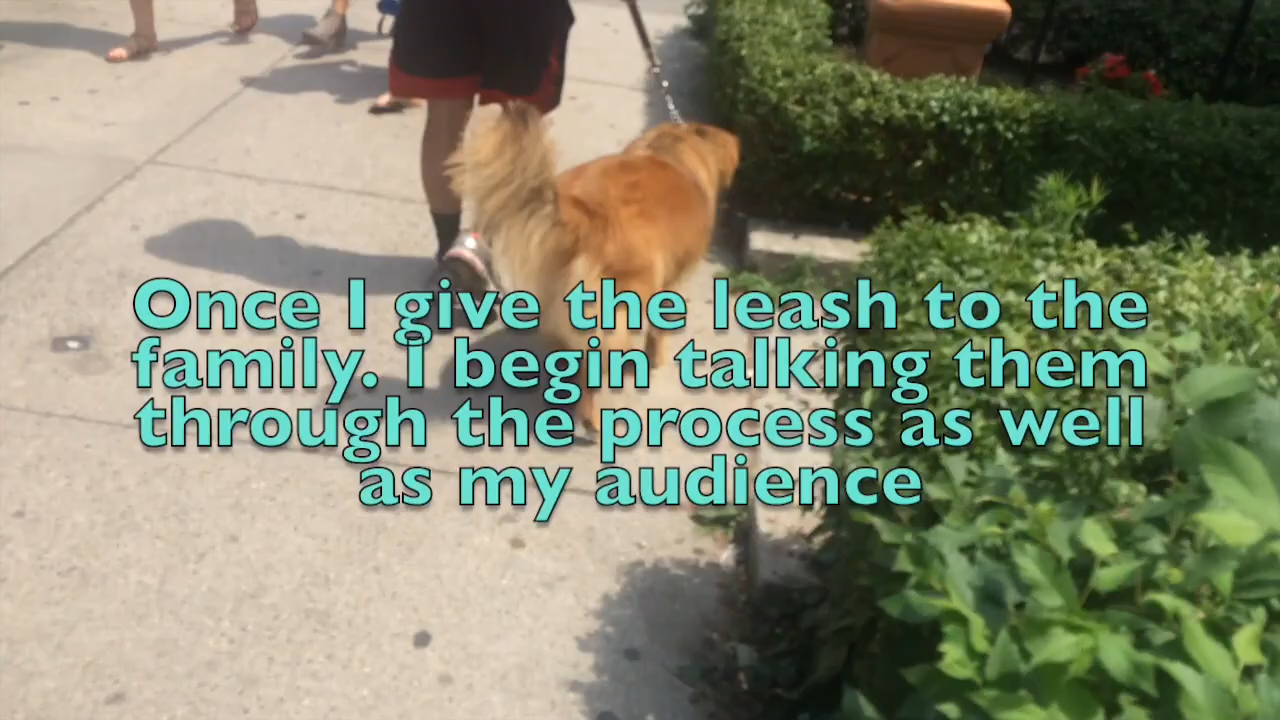 Once I give the leash to the
family. I begin talking them
through the process as well
as my audience